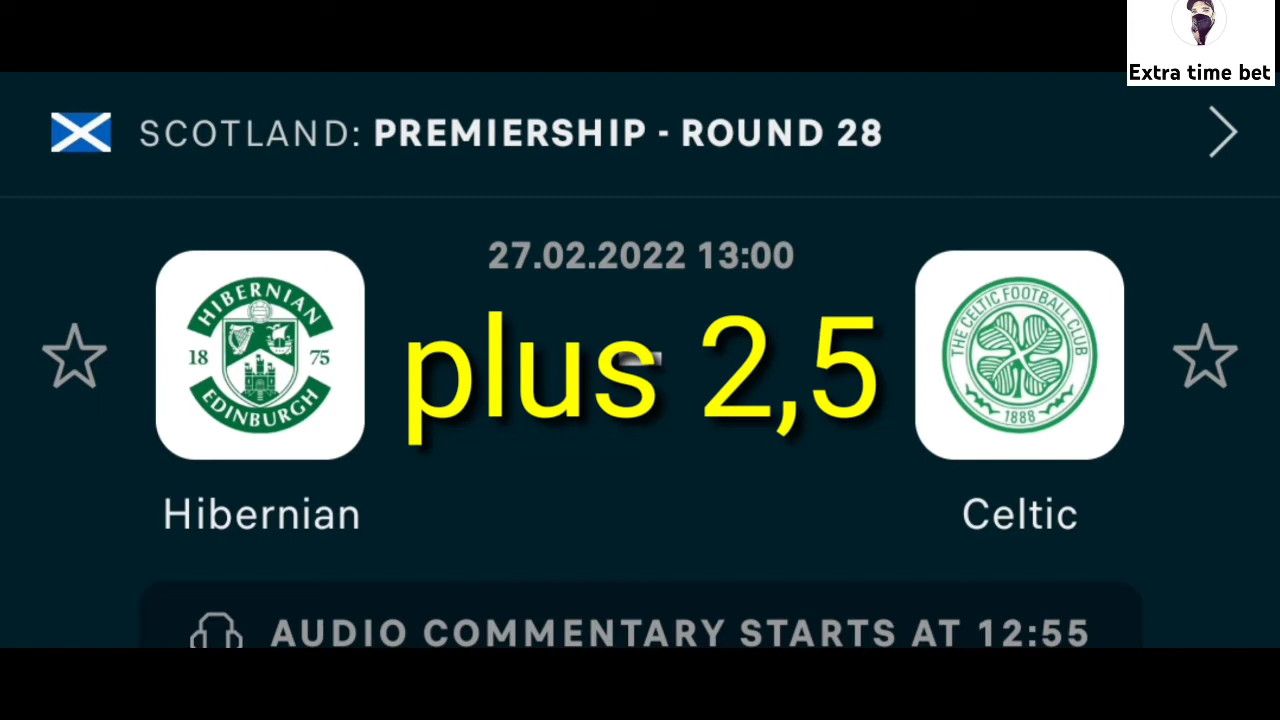 Extra time bet
SCOTLAND: PREMIERSHIP - ROUND 28
27.02.2022 13:00
HIBERNIAN
18 75
EDINBURGH
plus 2,5
THE CELTIC FOOTBALL CLUB
1888
Hibernian
Celtic
AUDIO COMMENTARY STARTS AT 12:55